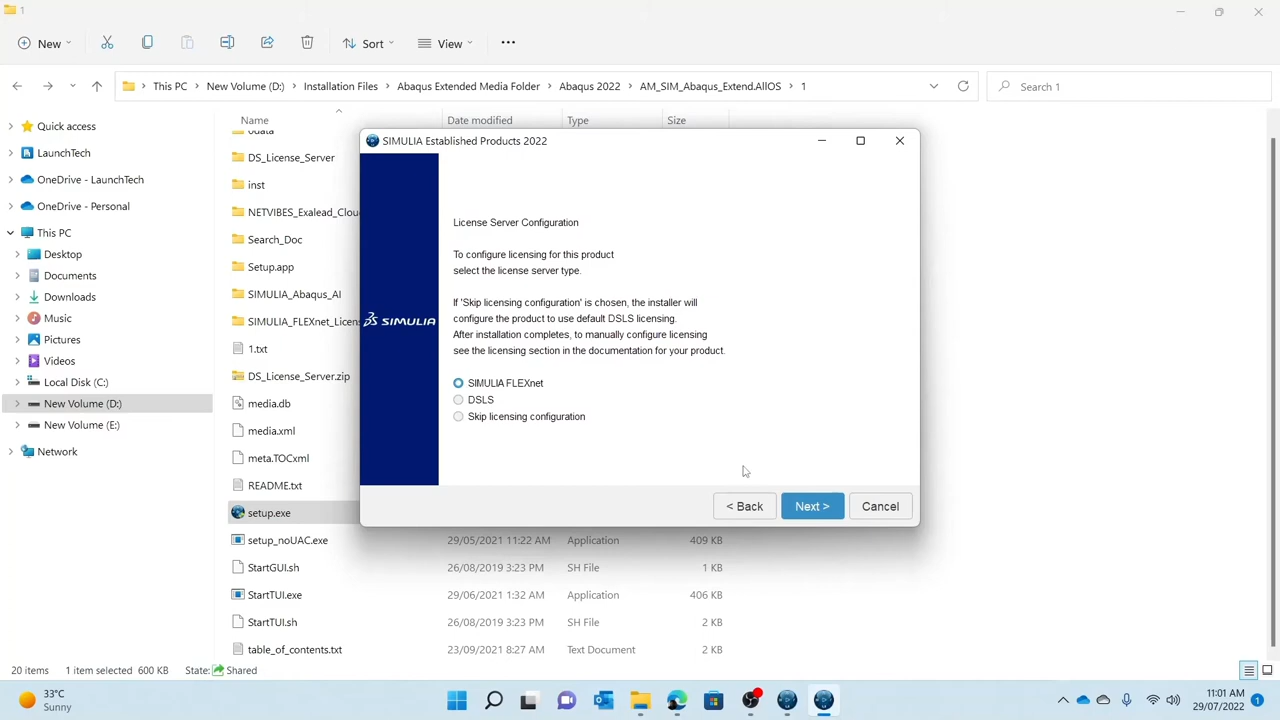 1
New
Sort
View
This PC
New Volume (D:)
Installation Files
Abaqus Extended Media Folder
Abaqus 2022
AM_SIM_Abaqus_Extend.AllOS
1
Search 1
Name
Date modified
Type
Size
Quick access
LaunchTech
OneDrive - LaunchTech
OneDrive - Personal
This PC
Desktop
Documents
Downloads
Music
Pictures
Videos
Local Disk (C:)
New Volume (D:)
New Volume (E:)
Network
DS_License_Server
inst
NETVIBES_Exalead_Clou
Search_Doc
Setup.app
SIMULIA_Abaqus_AI
SIMULIA_FLEXnet_Licen
1.txt
DS_License_Server.zip
media.db
media.xml
meta.TOCxml
README.txt
setup.exe
setup_noUAC.exe 29/05/2021 11:22 AM Application 409 KB
StartGUI.sh 26/08/2019 3:23 PM SH File 1 KB
StartTUI.exe 29/06/2021 1:32 AM Application 406 KB
StartTUI.sh 26/08/2019 3:23 PM SH File 2 KB
table_of_contents.txt 23/09/2021 8:27 AM Text Document 2 KB
SIMULIA Established Products 2022
SIMULIA
License Server Configuration
To configure licensing for this product
select the license server type.
If 'Skip licensing configuration' is chosen, the installer will
configure the product to use default DSLS licensing.
After installation completes, to manually configure licensing
see the licensing section in the documentation for your product.
SIMULIA FLEXnet
DSLS
Skip licensing configuration
< Back
Next >
Cancel
20 items
1 item selected 600 KB
State: Shared
33°C
Sunny
11:01 AM
29/07/2022
1